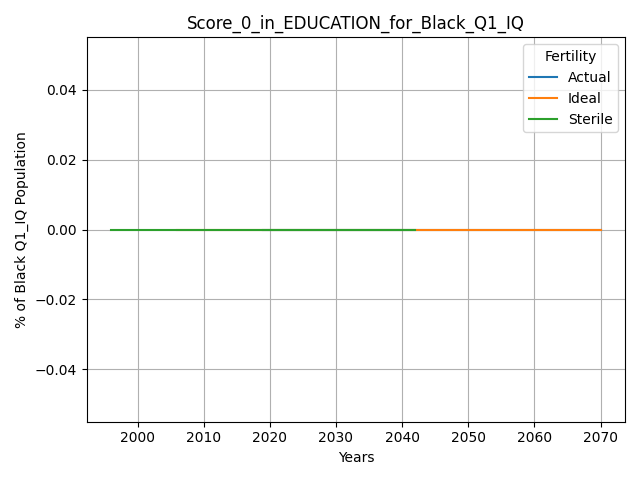 Score_0_in_EDUCATION_for_Black_Q1_IQ
Fertility
Actual
Ideal
Sterile
% of Black Q1_IQ Population
0.04
0.02
0.00
−0.02
−0.04
2000 2010 2020 2030 2040 2050 2060 2070
Years